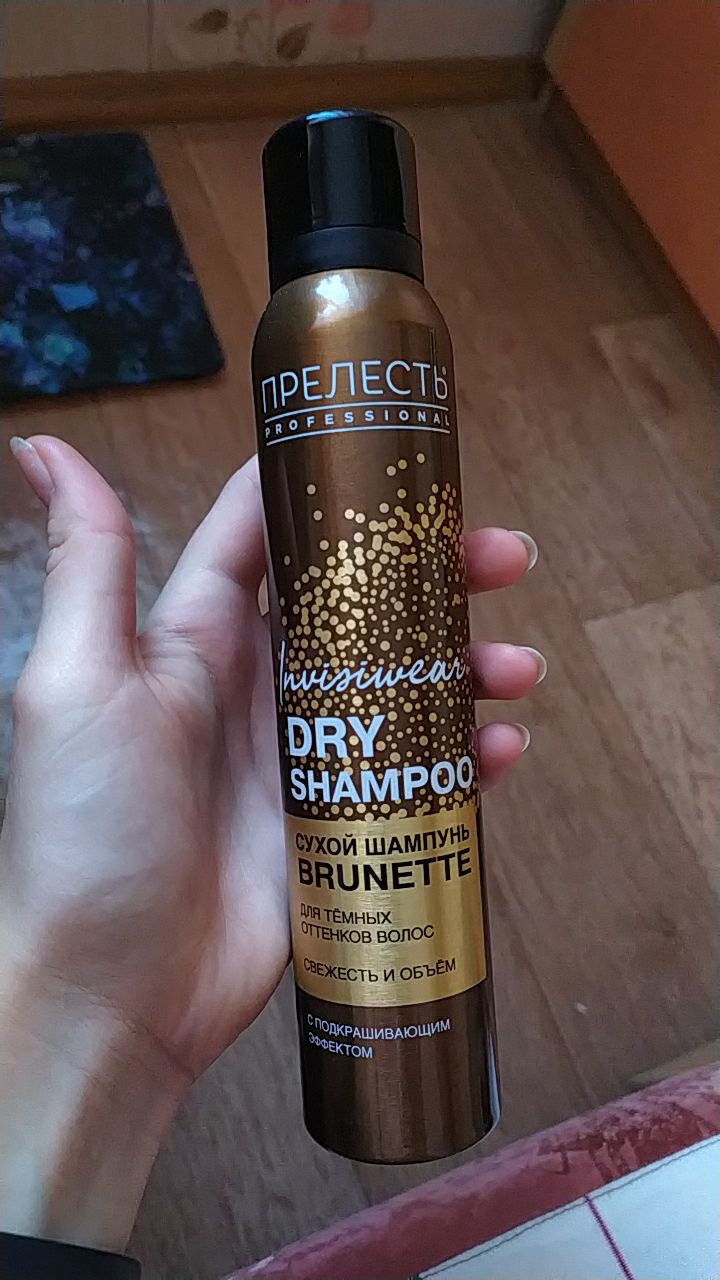 ПРЕЛЕСТЬ®
PROFESSIONAL
Invisiwear
DRY
SHAMPOO
СУХОЙ ШАМПУНЬ
BRUNETTE
ДЛЯ ТЁМНЫХ
ОТТЕНКОВ ВОЛОС
СВЕЖЕСТЬ И ОБЪЁМ
С ПОДКРАШИВАЮЩИМ
ЭФФЕКТОМ